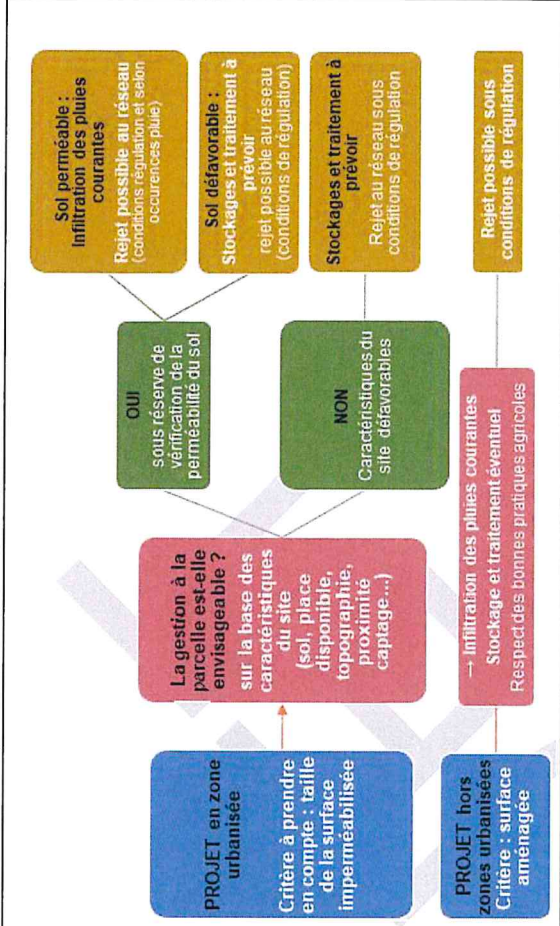 PROJET en zone
urbanisée
Critère à prendre
en compte : taille
de la surface
imperméabilisée
La gestion à la
parcelle est-elle
envisageable ?
sur la base des
caractéristiques
du site
(sol, place
disponible,
topographie,
proximité
captage...)
OUI
sous réserve de
vérification de la
perméabilité du sol
NON
Caractéristiques du
site défavorables
Sol perméable :
Infiltration des pluies
courantes
Rejet possible au réseau
(conditions régulation et selon
occurences pluie)
Sol défavorable :
Stockages et traitement à
prévoir
rejet possible au réseau
(conditions de régulation)
Stockages et traitement à
prévoir
Rejet au réseau sous
conditions de régulation
PROJET hors
zones urbanisées
Critère : surface
aménagée
→ Infiltration des pluies courantes
Stockage et traitement éventuel
Respect des bonnes pratiques agricoles
Rejet possible sous
conditions de régulation